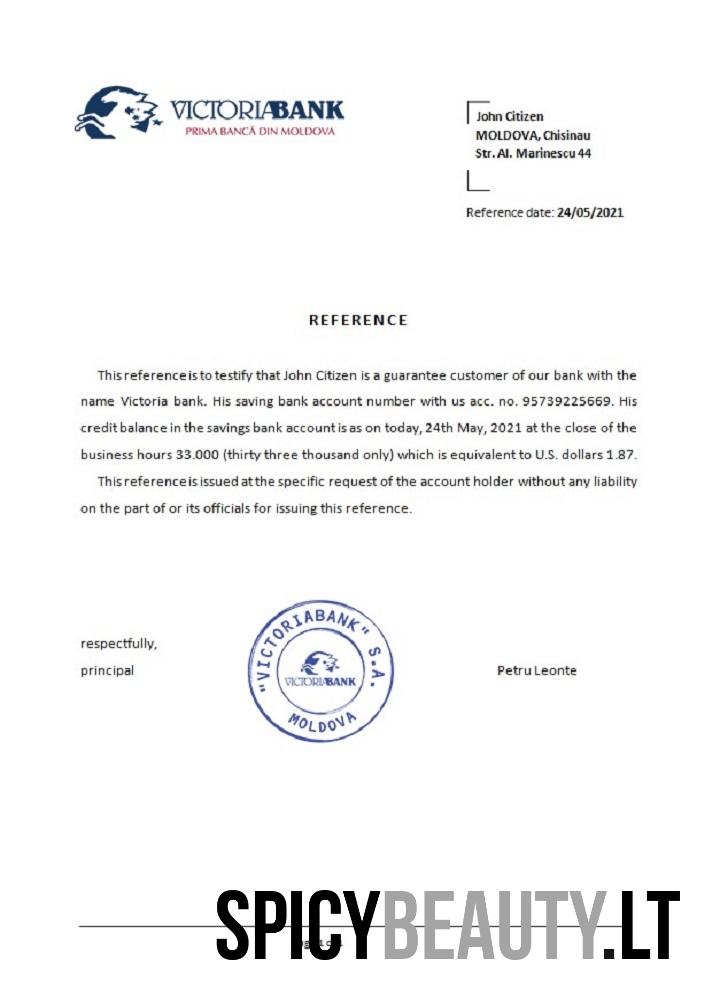 VICTORIABANK
PRIMA BANCĂ DIN MOLDOVA
John Citizen
MOLDOVA, Chisinau
Str. Al. Marinescu 44
Reference date: 24/05/2021
REFERENCE
This reference is to testify that John Citizen is a guarantee customer of our bank with the
name Victoria bank. His saving bank account number with us acc. no. 95739225669. His
credit balance in the savings bank account is as on today, 24th May, 2021 at the close of the
business hours 33.000 (thirty three thousand only) which is equivalent to U.S. dollars 1.87.
This reference is issued at the specific request of the account holder without any liability
on the part of or its officials for issuing this reference.
respectfully,
principal
"VICTORIABANK" S.A.
VICTORIABANK
MOLDOVA
Petru Leonte
SPICYBEAUTY.LT